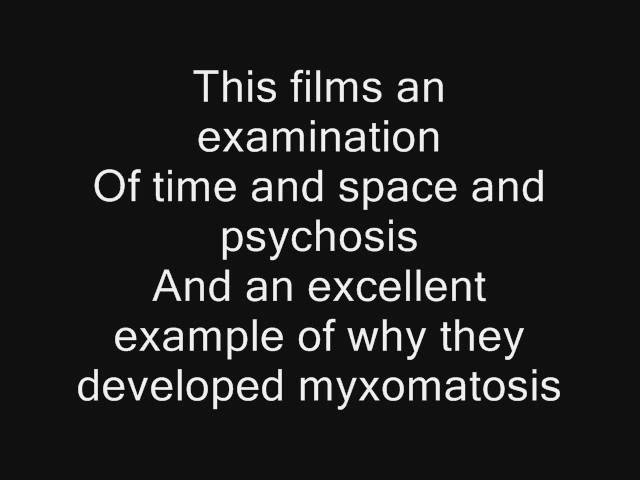 This films an
examination
Of time and space and
psychosis
And an excellent
example of why they
developed myxomatosis